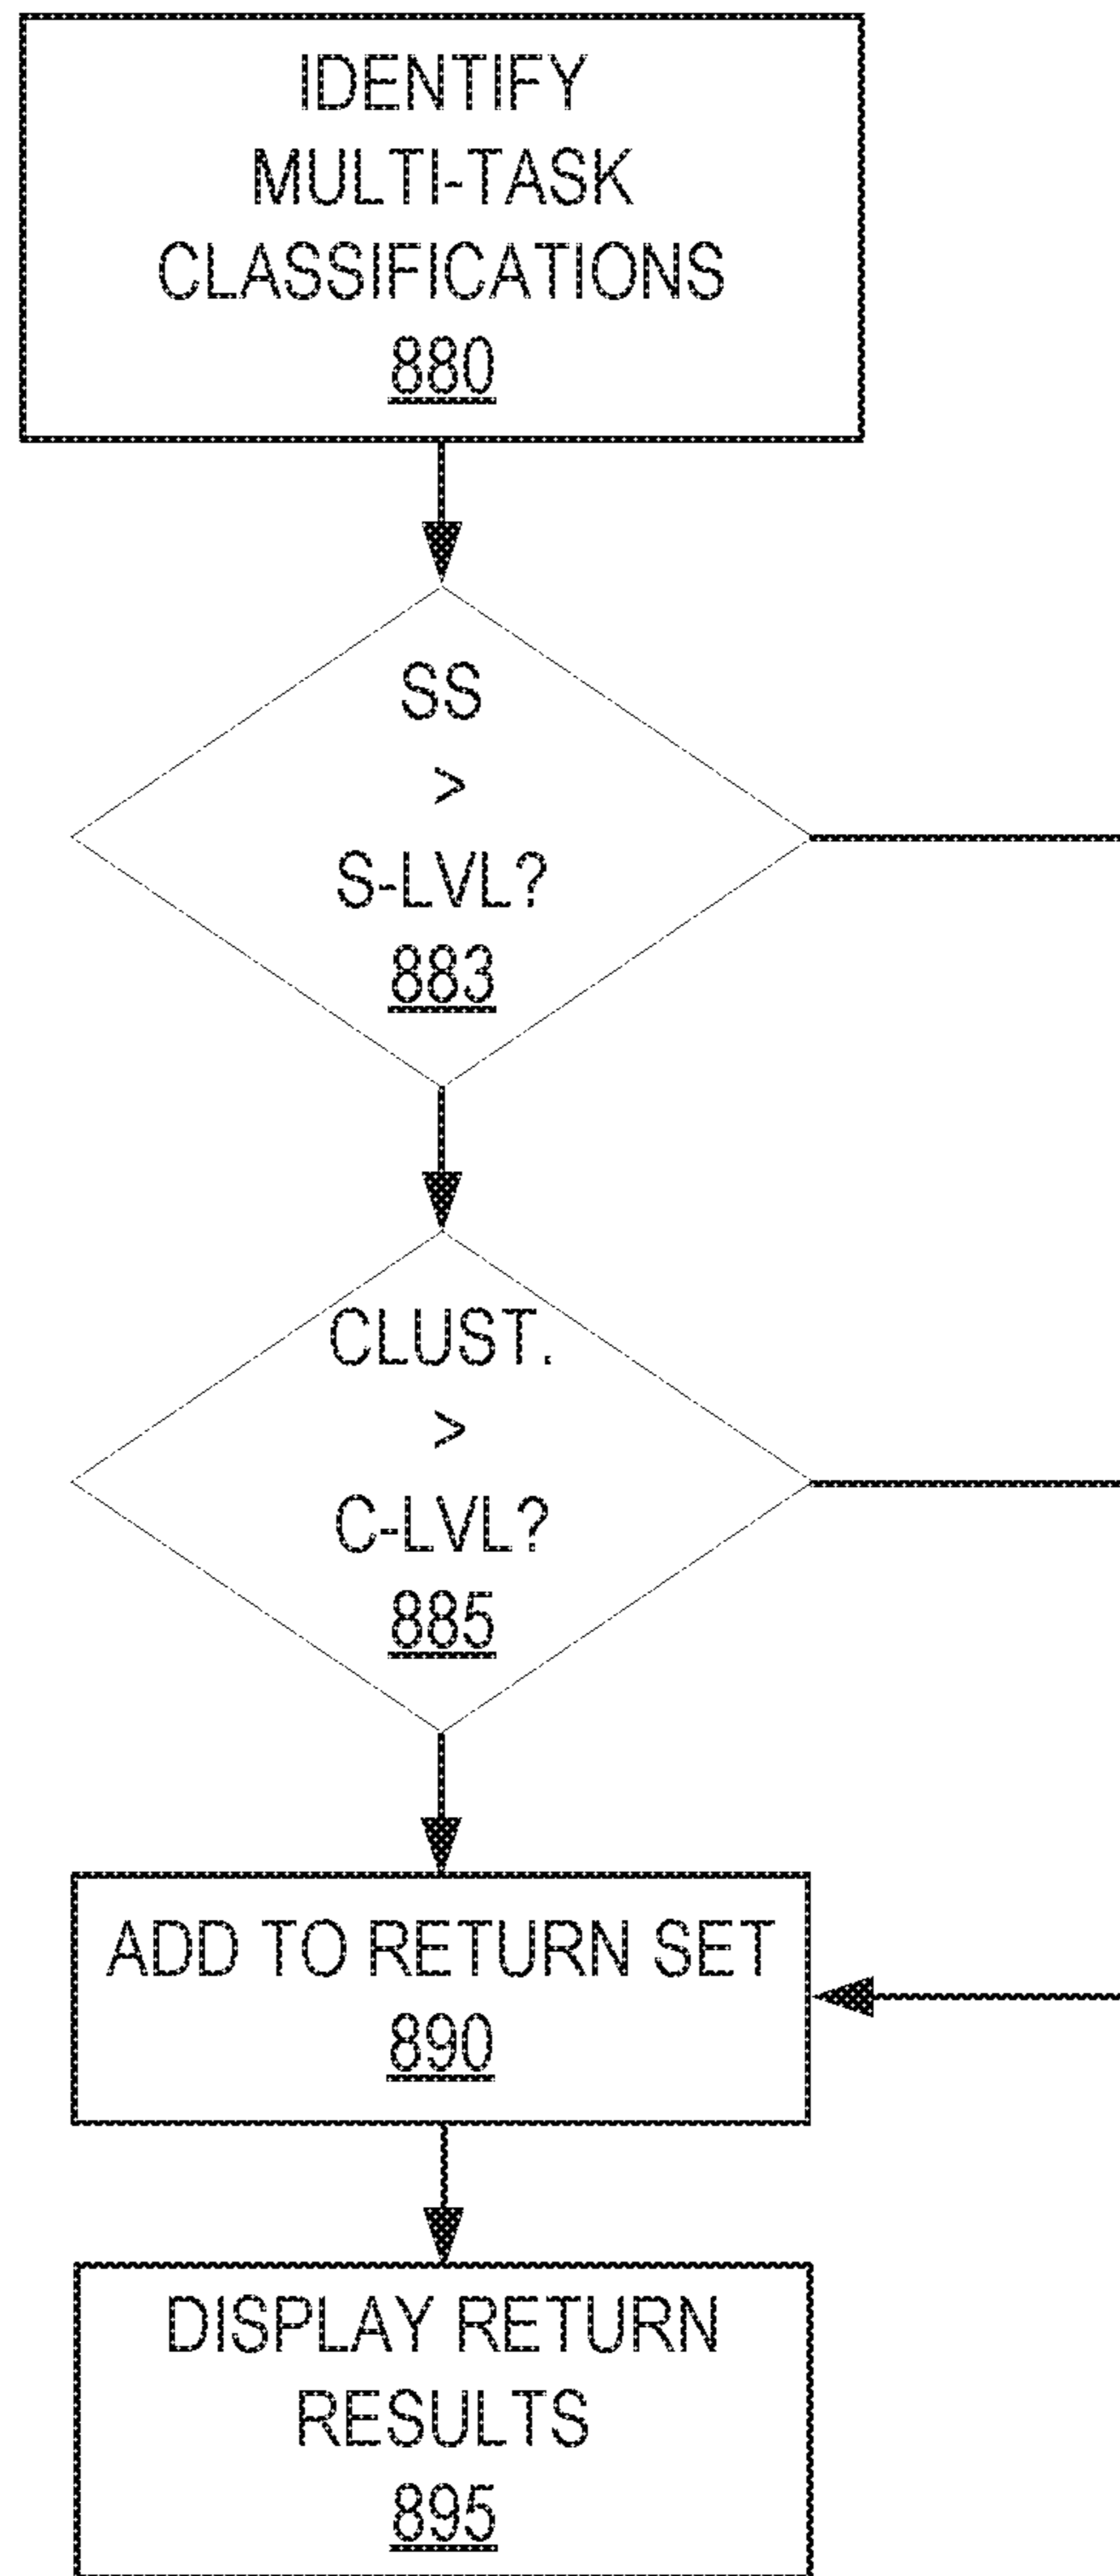 IDENTIFY
MULTI-TASK
CLASSIFICATIONS
880
SS
>
S-LVL?
883
CLUST.
>
C-LVL?
885
ADD TO RETURN SET
890
DISPLAY RETURN
RESULTS
895